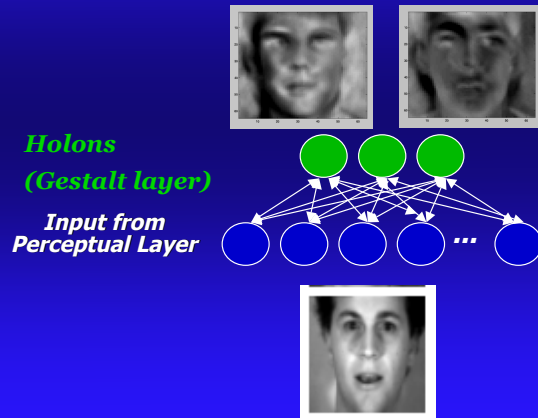 Holons
(Gestalt layer)
Input from
Perceptual Layer
...